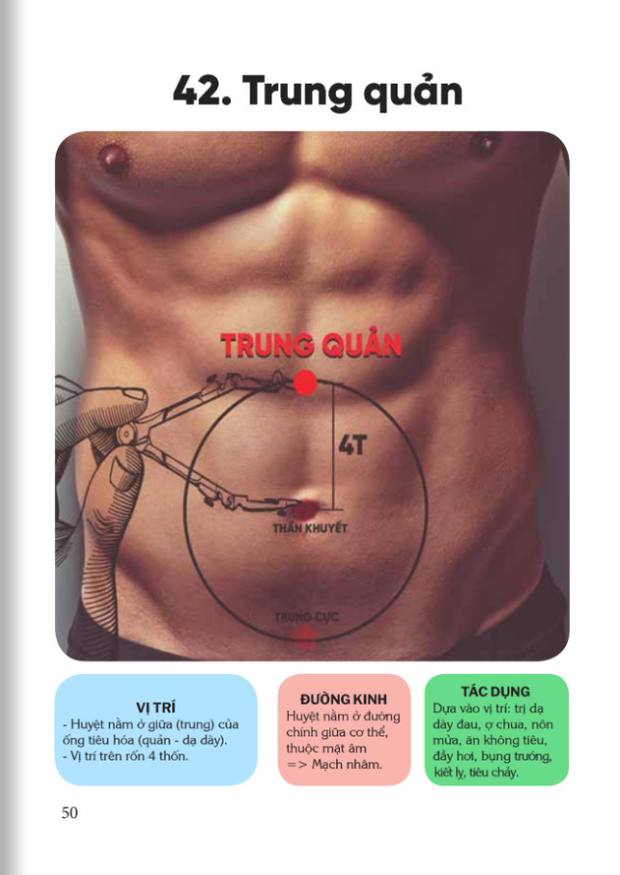 42. Trung quản
TRUNG QUẢN
4T
THẦN KHUYẾT
TRUNG CỰC
VỊ TRÍ
- Huyệt nằm ở giữa (trung) của
ống tiêu hóa (quản - dạ dày).
- Vị trí trên rốn 4 thốn.
ĐƯỜNG KINH
Huyệt nằm ở đường
chính giữa cơ thể,
thuộc mặt âm
=> Mạch nhâm.
TÁC DỤNG
Dựa vào vị trí: trị dạ
dày đau, ợ chua, nôn
mửa, ăn không tiêu,
đầy hơi, bụng trướng,
kiết lỵ, tiêu chảy.
50